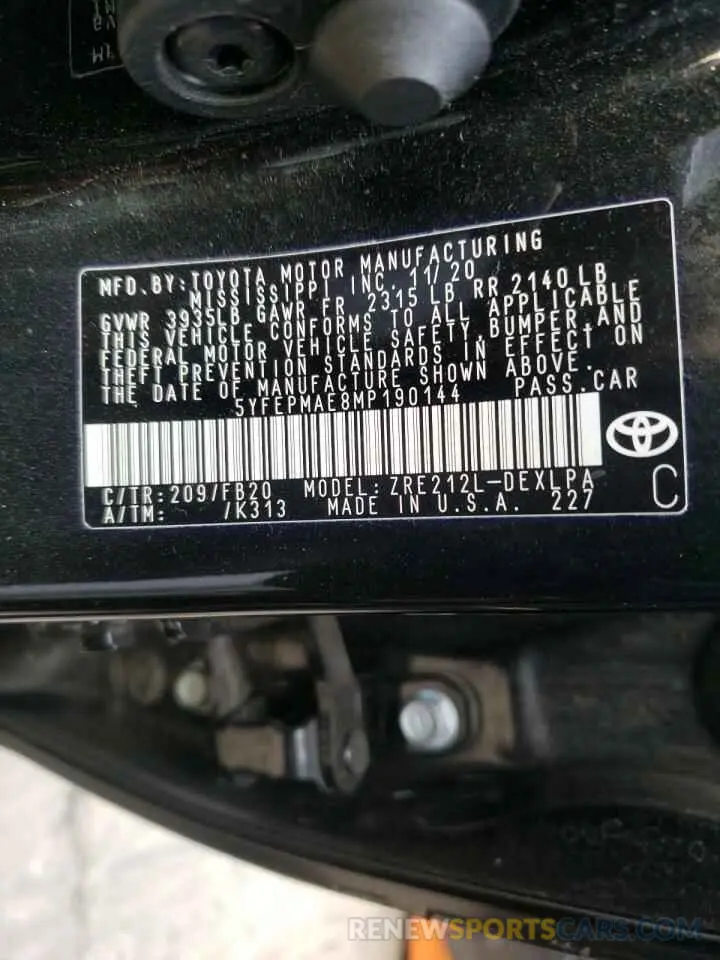 MFD. BY: TOYOTA MOTOR MANUFACTURING
MISSISSIPPI INC. 11/20
GVWR 3935LB GAWR FR 2315 LB RR 2140 LB
THIS VEHICLE CONFORMS TO ALL APPLICABLE
FEDERAL MOTOR VEHICLE SAFETY, BUMPER, AND
THEFT PREVENTION STANDARDS IN EFFECT ON
THE DATE OF MANUFACTURE SHOWN ABOVE.
5YFEPMAE8MP190144 PASS. CAR
C/TR: 209/FB20 MODEL: ZRE212L-DEXLPA
A/TM: /K313 MADE IN U.S.A. 227
C
RENEWSPORTSCARS.COM